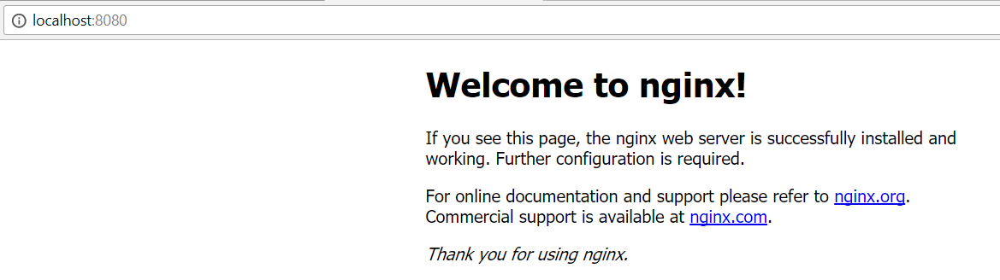 localhost:8080
Welcome to nginx!
If you see this page, the nginx web server is successfully installed and
working. Further configuration is required.
For online documentation and support please refer to nginx.org.
Commercial support is available at nginx.com.
Thank you for using nginx.